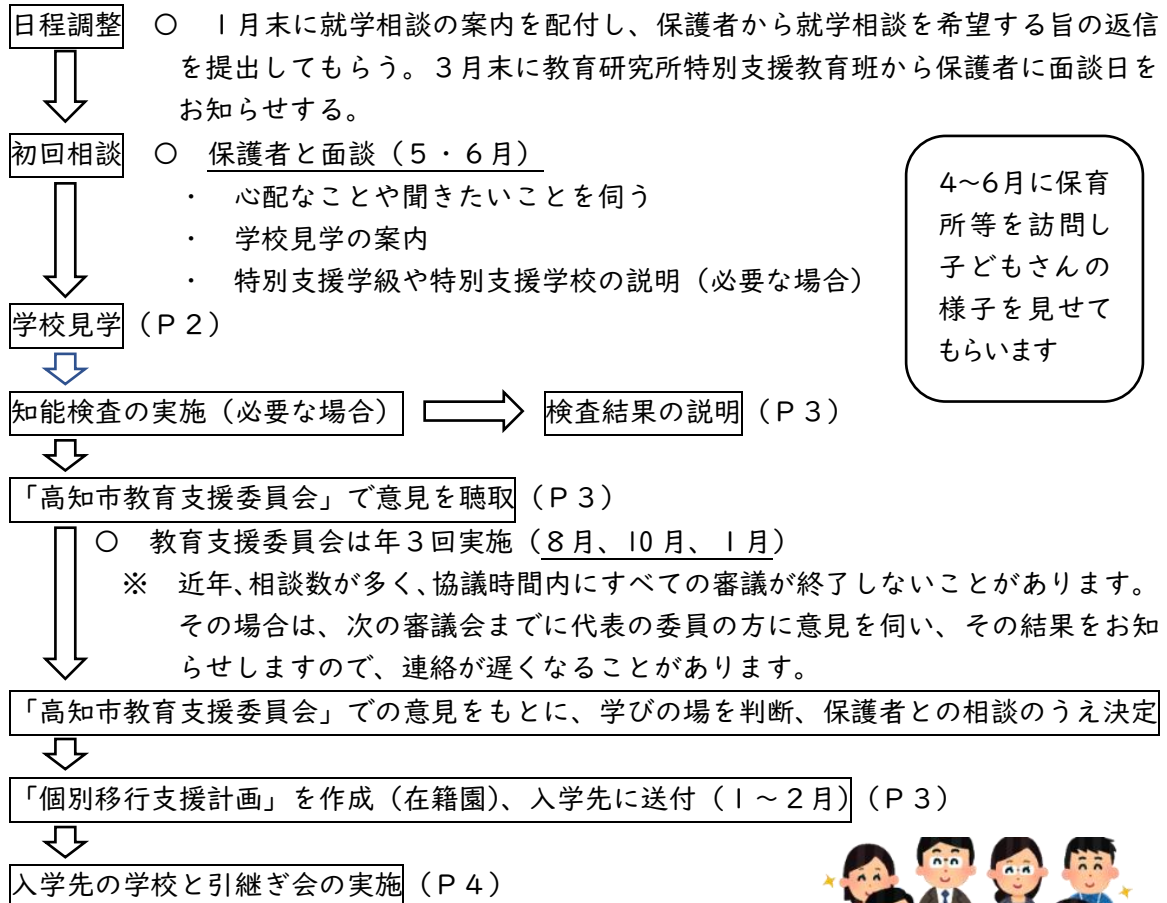 日程調整 ○ 1月末に就学相談の案内を配付し、保護者から就学相談を希望する旨の返信
を提出してもらう。3月末に教育研究所特別支援教育班から保護者に面談日を
お知らせする。
初回相談 ○ 保護者と面談（5・6月）
・ 心配なことや聞きたいことを伺う
・ 学校見学の案内
・ 特別支援学級や特別支援学校の説明（必要な場合）
4～6月に保育
所等を訪問し
子どもさんの
様子を見せて
もらいます
学校見学（P2）
知能検査の実施（必要な場合） 検査結果の説明（P3）
「高知市教育支援委員会」で意見を聴取（P3）
○ 教育支援委員会は年3回実施（8月、10月、1月）
※ 近年、相談数が多く、協議時間内にすべての審議が終了しないことがあります。
その場合は、次の審議会までに代表の委員の方に意見を伺い、その結果をお知
らせしますので、連絡が遅くなることがあります。
「高知市教育支援委員会」での意見をもとに、学びの場を判断、保護者との相談のうえ決定
「個別移行支援計画」を作成（在籍園）、入学先に送付（1～2月）（P3）
入学先の学校と引継ぎ会の実施（P4）